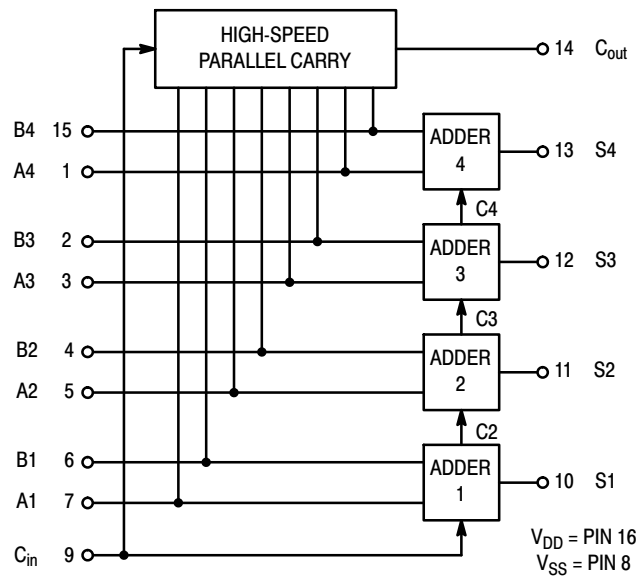 HIGH-SPEED
PARALLEL CARRY
14 Cout
B4 15
ADDER
4
13 S4
A4 1
C4
B3 2
ADDER
3
12 S3
A3 3
C3
B2 4
ADDER
2
11 S2
A2 5
C2
B1 6
ADDER
1
10 S1
A1 7
Cin 9
VDD = PIN 16
VSS = PIN 8